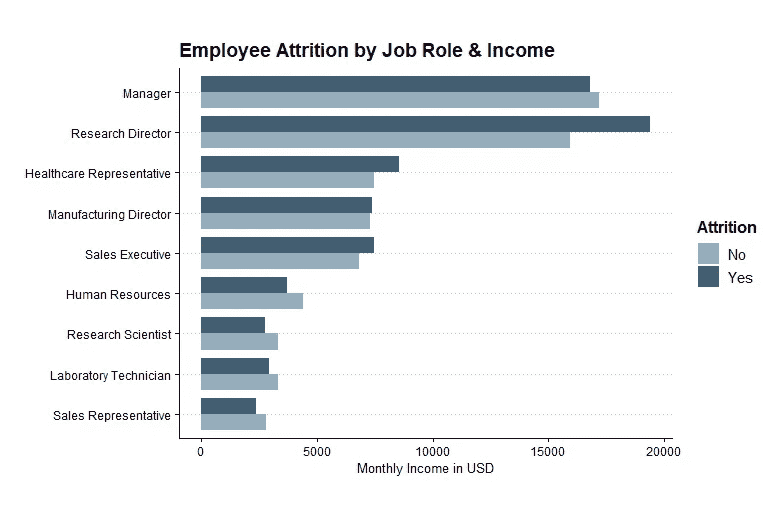 Employee Attrition by Job Role & Income
Manager
Research Director
Healthcare Representative
Manufacturing Director
Sales Executive
Human Resources
Research Scientist
Laboratory Technician
Sales Representative
0 5000 10000 15000 20000
Monthly Income in USD
Attrition
No
Yes